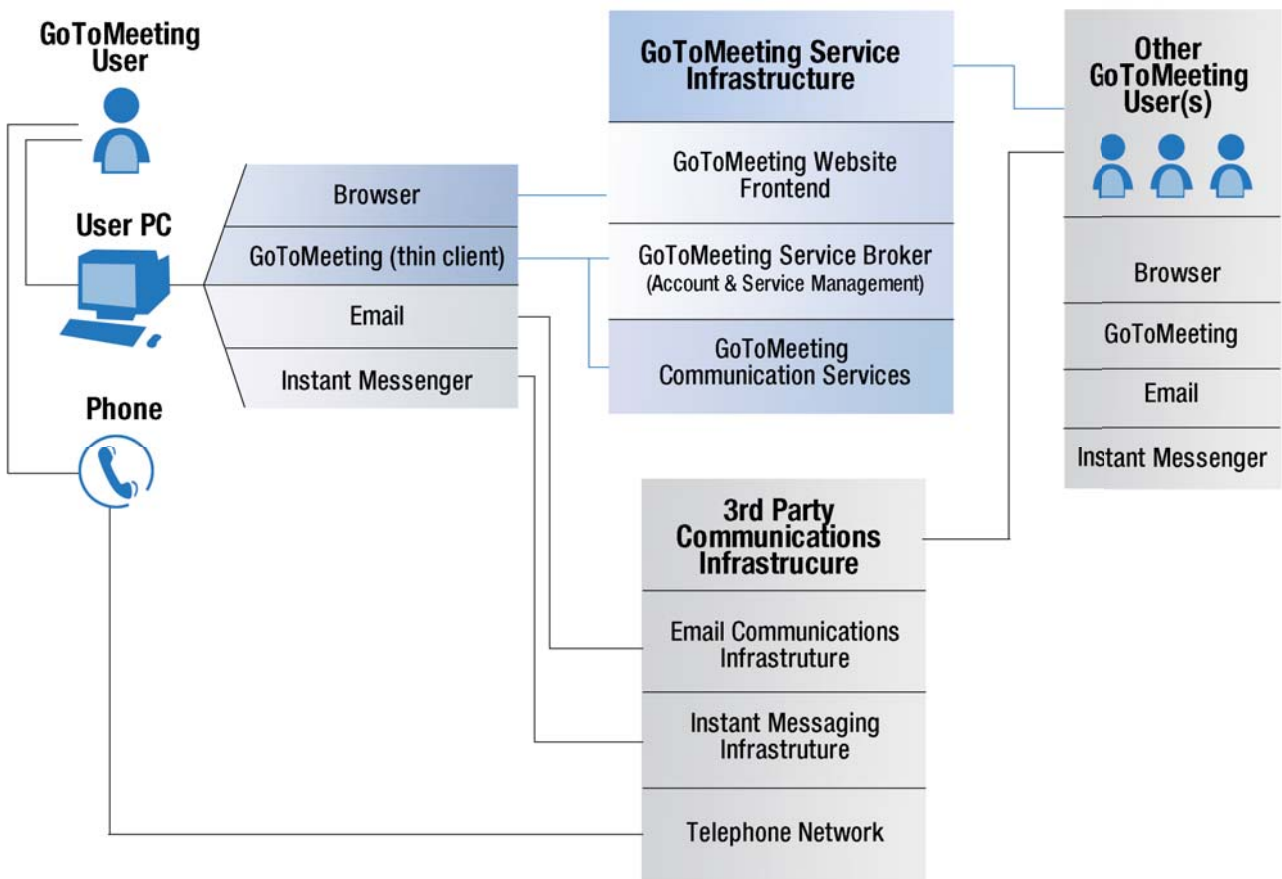 GoToMeeting
User
User PC
Phone
Browser
GoToMeeting (thin client)
Email
Instant Messenger
GoToMeeting Service
Infrastructure
GoToMeeting Website
Frontend
GoToMeeting Service Broker
(Account & Service Management)
GoToMeeting
Communication Services
3rd Party
Communications
Infrastrucure
Email Communications
Infrastruture
Instant Messaging
Infrastruture
Telephone Network
Other
GoToMeeting
User(s)
Browser
GoToMeeting
Email
Instant Messenger